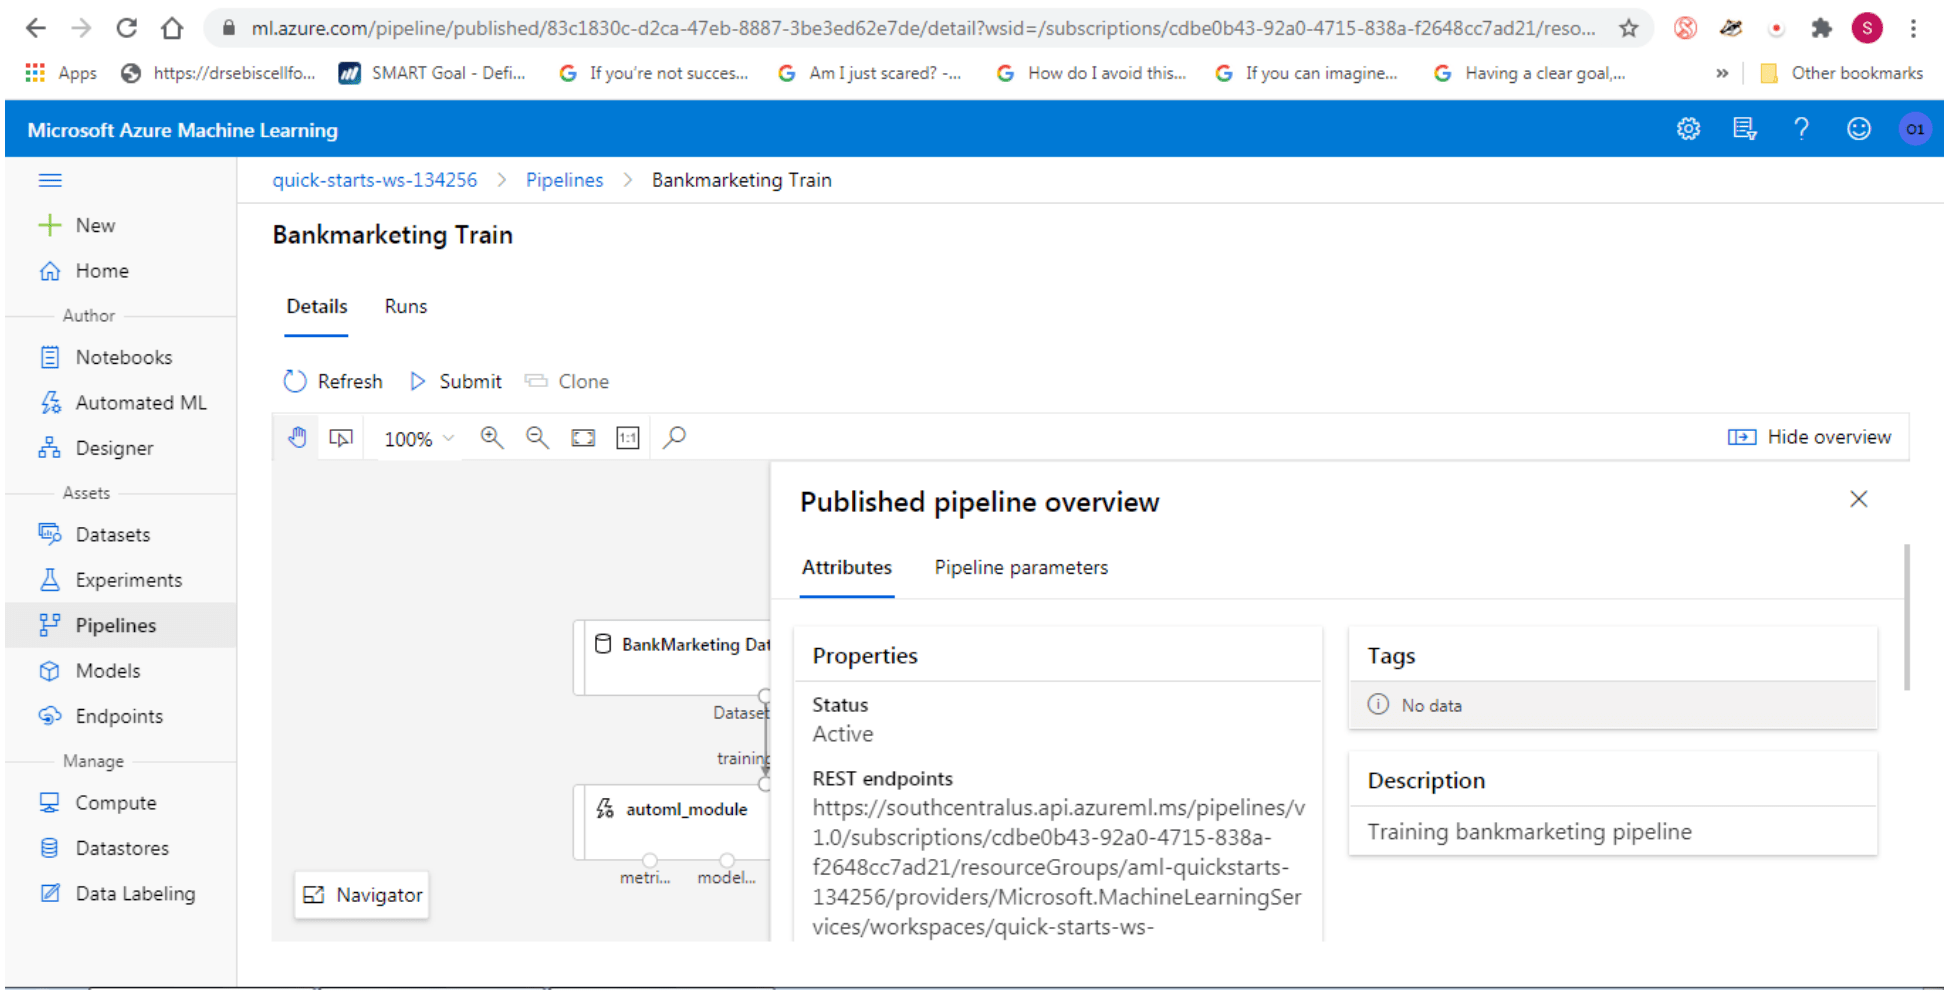 ml.azure.com/pipeline/published/83c1830c-d2ca-47eb-8887-3be3ed62e7de/detail?wsid=/subscriptions/cdbe0b43-92a0-4715-838a-f2648cc7ad21/reso...
S
Apps
https://drsebiscellfo...
SMART Goal - Defi...
If you're not succes...
Am I just scared? -...
How do I avoid this...
If you can imagine...
Having a clear goal,...
»
Other bookmarks
Microsoft Azure Machine Learning
?
O1
quick-starts-ws-134256 > Pipelines > Bankmarketing Train
New
Home
Author
Notebooks
Automated ML
Designer
Assets
Datasets
Experiments
Pipelines
Models
Endpoints
Manage
Compute
Datastores
Data Labeling
Bankmarketing Train
Details Runs
Refresh Submit Clone
100%
1:1
Hide overview
BankMarketing Dat
Dataset
training
automl_module
metri... model...
Navigator
Published pipeline overview
Attributes Pipeline parameters
Properties
Status
Active
REST endpoints
https://southcentralus.api.azureml.ms/pipelines/v
1.0/subscriptions/cdbe0b43-92a0-4715-838a-
f2648cc7ad21/resourceGroups/aml-quickstarts-
134256/providers/Microsoft.MachineLearningSer
vices/workspaces/quick-starts-ws-
Tags
No data
Description
Training bankmarketing pipeline